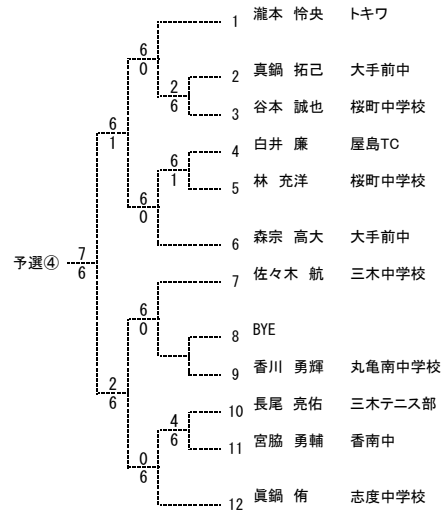 1 瀧本 怜央 トキワ
6
0
2 真鍋 拓己 大手前中
2
6
3 谷本 誠也 桜町中学校
6
1
4 白井 廉 屋島TC
6
1
5 林 充洋 桜町中学校
6
0
6 森宗 高大 大手前中
予選④
7
6
7 佐々木 航 三木中学校
6
0
8 BYE
9 香川 勇輝 丸亀南中学校
2
6
10 長尾 亮佑 三木テニス部
4
6
11 宮脇 勇輔 香南中
0
6
12 眞鍋 侑 志度中学校